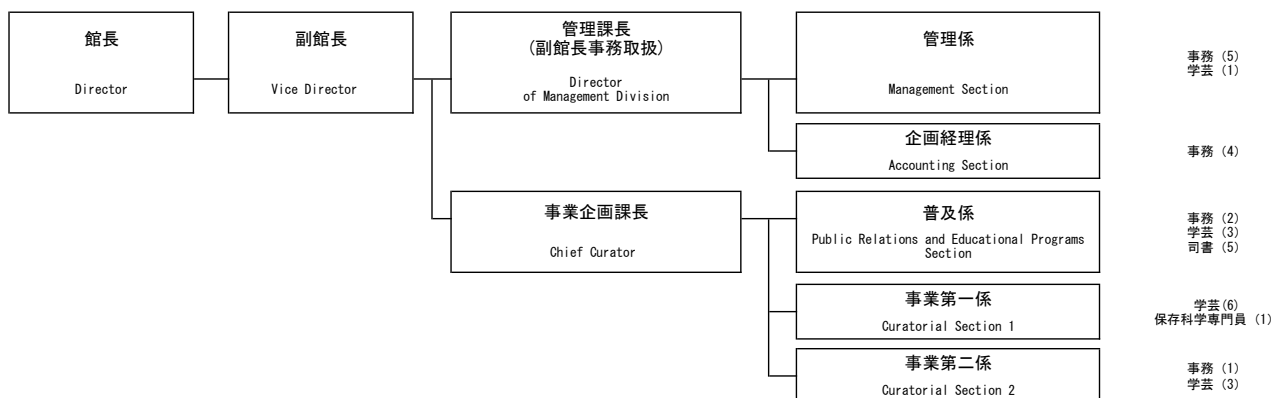 館長
Director
副館長
Vice Director
管理課長
(副館長事務取扱)
Director
of Management Division
管理係
Management Section
事務 (5)
学芸 (1)
企画経理係
Accounting Section
事務 (4)
事業企画課長
Chief Curator
普及係
Public Relations and Educational Programs
Section
事務 (2)
学芸 (3)
司書 (5)
事業第一係
Curatorial Section 1
学芸(6)
保存科学専門員 (1)
事業第二係
Curatorial Section 2
事務 (1)
学芸 (3)